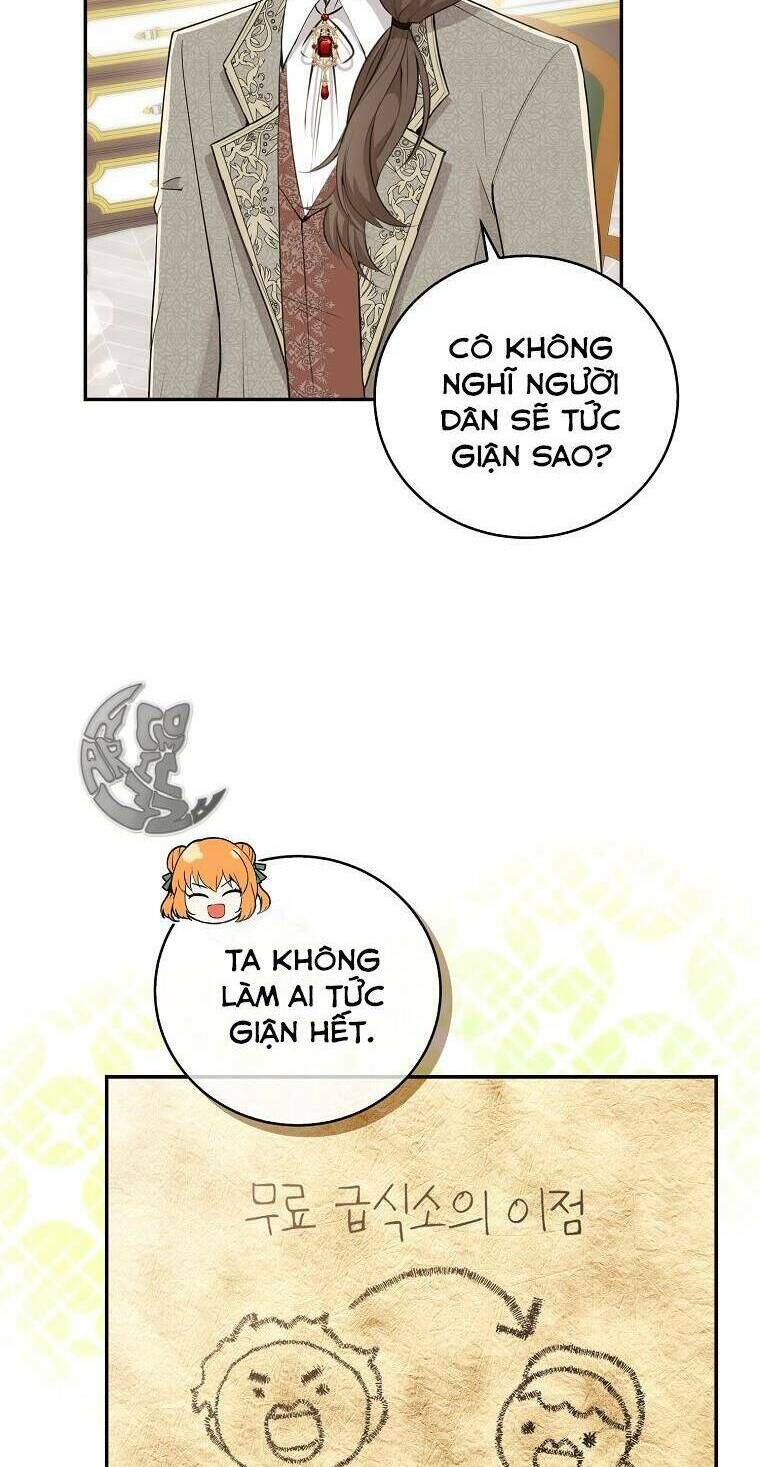 CÔ KHÔNG
NGHĨ NGƯỜI
DÂN SẼ TỨC
GIẬN SAO?
TA KHÔNG
LÀM AI TỨC
GIẬN HẾT.
무료 급식소의 이점